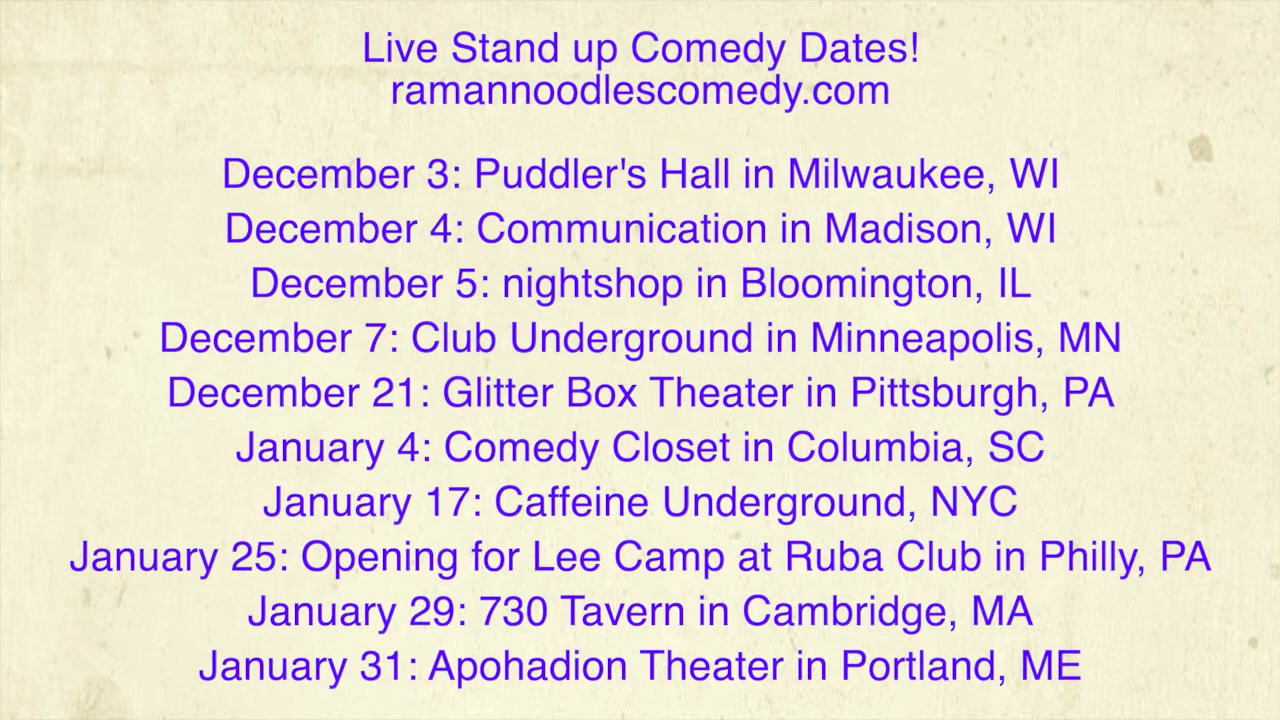 Live Stand up Comedy Dates!
ramannoodlescomedy.com
December 3: Puddler's Hall in Milwaukee, WI
December 4: Communication in Madison, WI
December 5: nightshop in Bloomington, IL
December 7: Club Underground in Minneapolis, MN
December 21: Glitter Box Theater in Pittsburgh, PA
January 4: Comedy Closet in Columbia, SC
January 17: Caffeine Underground, NYC
January 25: Opening for Lee Camp at Ruba Club in Philly, PA
January 29: 730 Tavern in Cambridge, MA
January 31: Apohadion Theater in Portland, ME